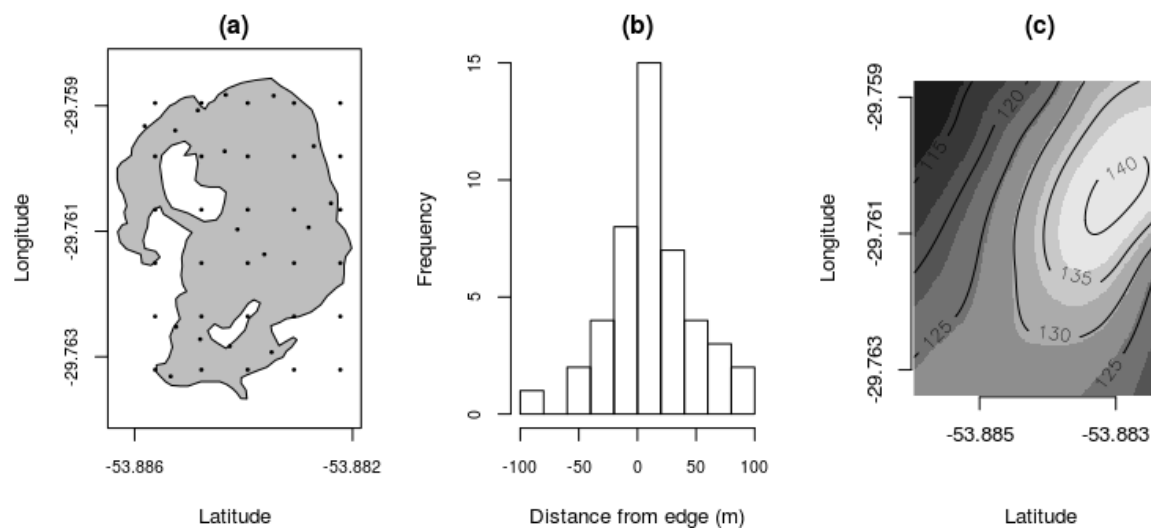 (a)
-29.759
-29.761
-29.763
Longitude
-53.886
-53.882
Latitude
(b)
15
10
5
0
Frequency
-100
-50
0
50
100
Distance from edge (m)
(c)
-29.759
-29.761
-29.763
Longitude
115
120
140
135
130
125
125
-53.885
-53.883
Latitude